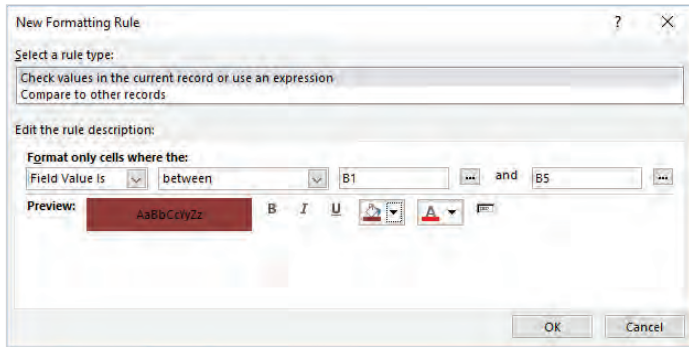 New Formatting Rule ? ×
Select a rule type:
Check values in the current record or use an expression
Compare to other records
Edit the rule description:
Format only cells where the:
Field Value Is between B1 ... and B5 ...
Preview: AaBbCcYyZz B I U A
OK Cancel